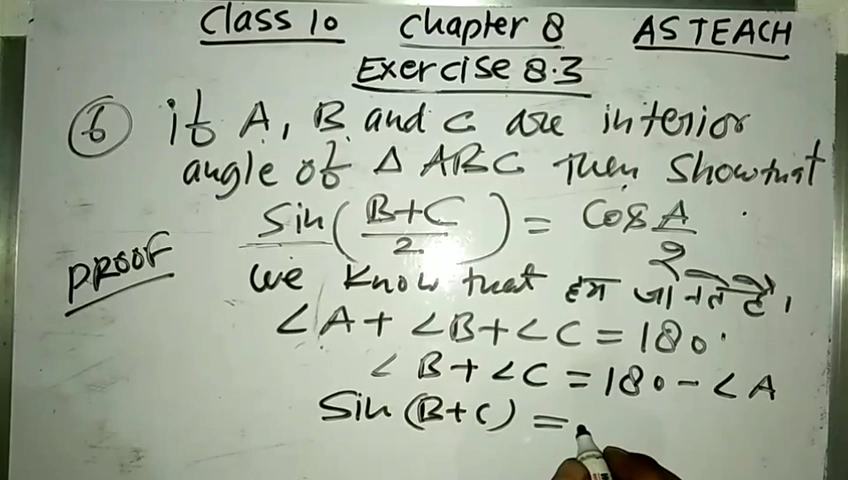 Class 10 Chapter 8 AS TEACH
Exercise 8.3
6 if A, B and C are interior
angle of Δ ABC Then Show that
Sin(B+C/2) = Cos A/2
PROOF we know that हम जानते है।
∠A + ∠B + ∠C = 180°
∠B + ∠C = 180 - ∠A
Sin (B+C) =